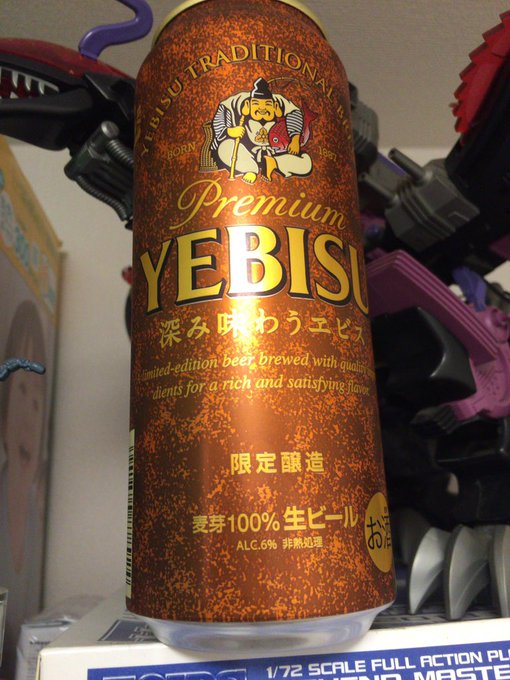 YEBISU TRADITIONAL
BORN 1887
Premium
YEBISU
深み味わうエビス
limited-edition beer brewed with quality
dients for a rich and satisfying flavor
限定醸造
麦芽100% 生ビール
ALC.6% 非熱処理
お酒
1/72 SCALE FULL ACTION PL